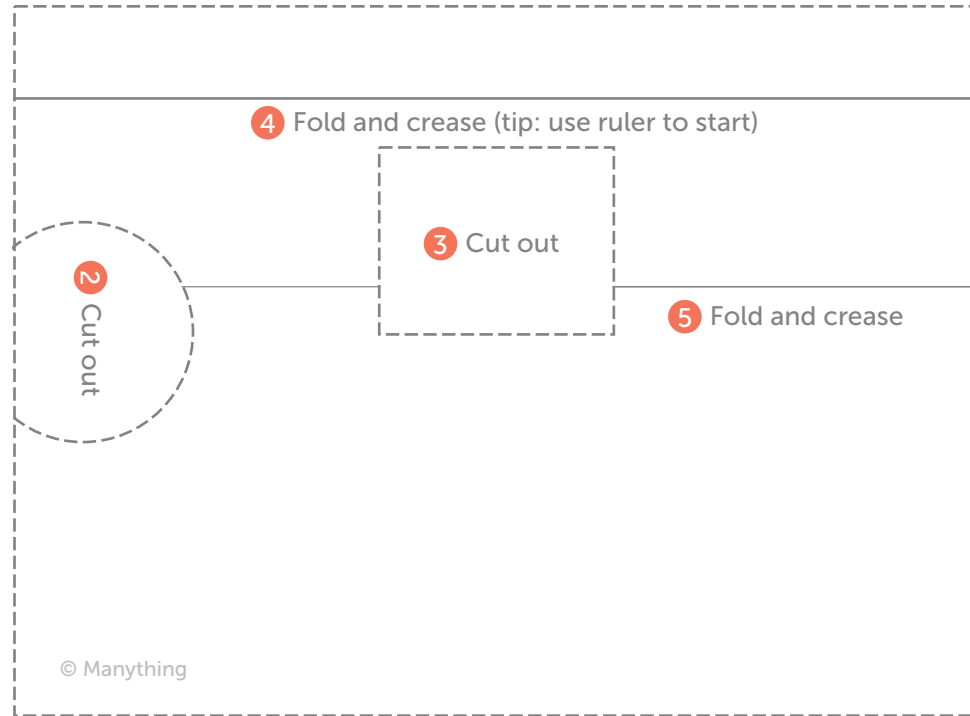 4 Fold and crease (tip: use ruler to start)
3 Cut out
2 Cut out
5 Fold and crease
© Manything